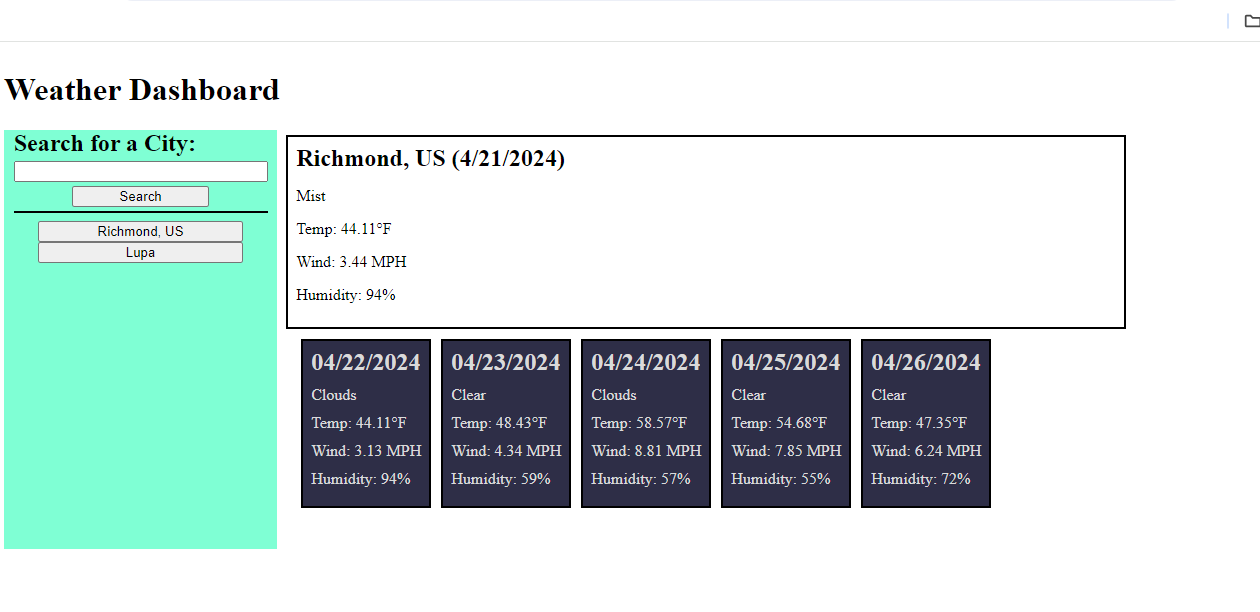 Weather Dashboard
Search for a City:
Search
Richmond, US
Lupa
Richmond, US (4/21/2024)
Mist
Temp: 44.11°F
Wind: 3.44 MPH
Humidity: 94%
04/22/2024
Clouds
Temp: 44.11°F
Wind: 3.13 MPH
Humidity: 94%
04/23/2024
Clear
Temp: 48.43°F
Wind: 4.34 MPH
Humidity: 59%
04/24/2024
Clouds
Temp: 58.57°F
Wind: 8.81 MPH
Humidity: 57%
04/25/2024
Clear
Temp: 54.68°F
Wind: 7.85 MPH
Humidity: 55%
04/26/2024
Clear
Temp: 47.35°F
Wind: 6.24 MPH
Humidity: 72%